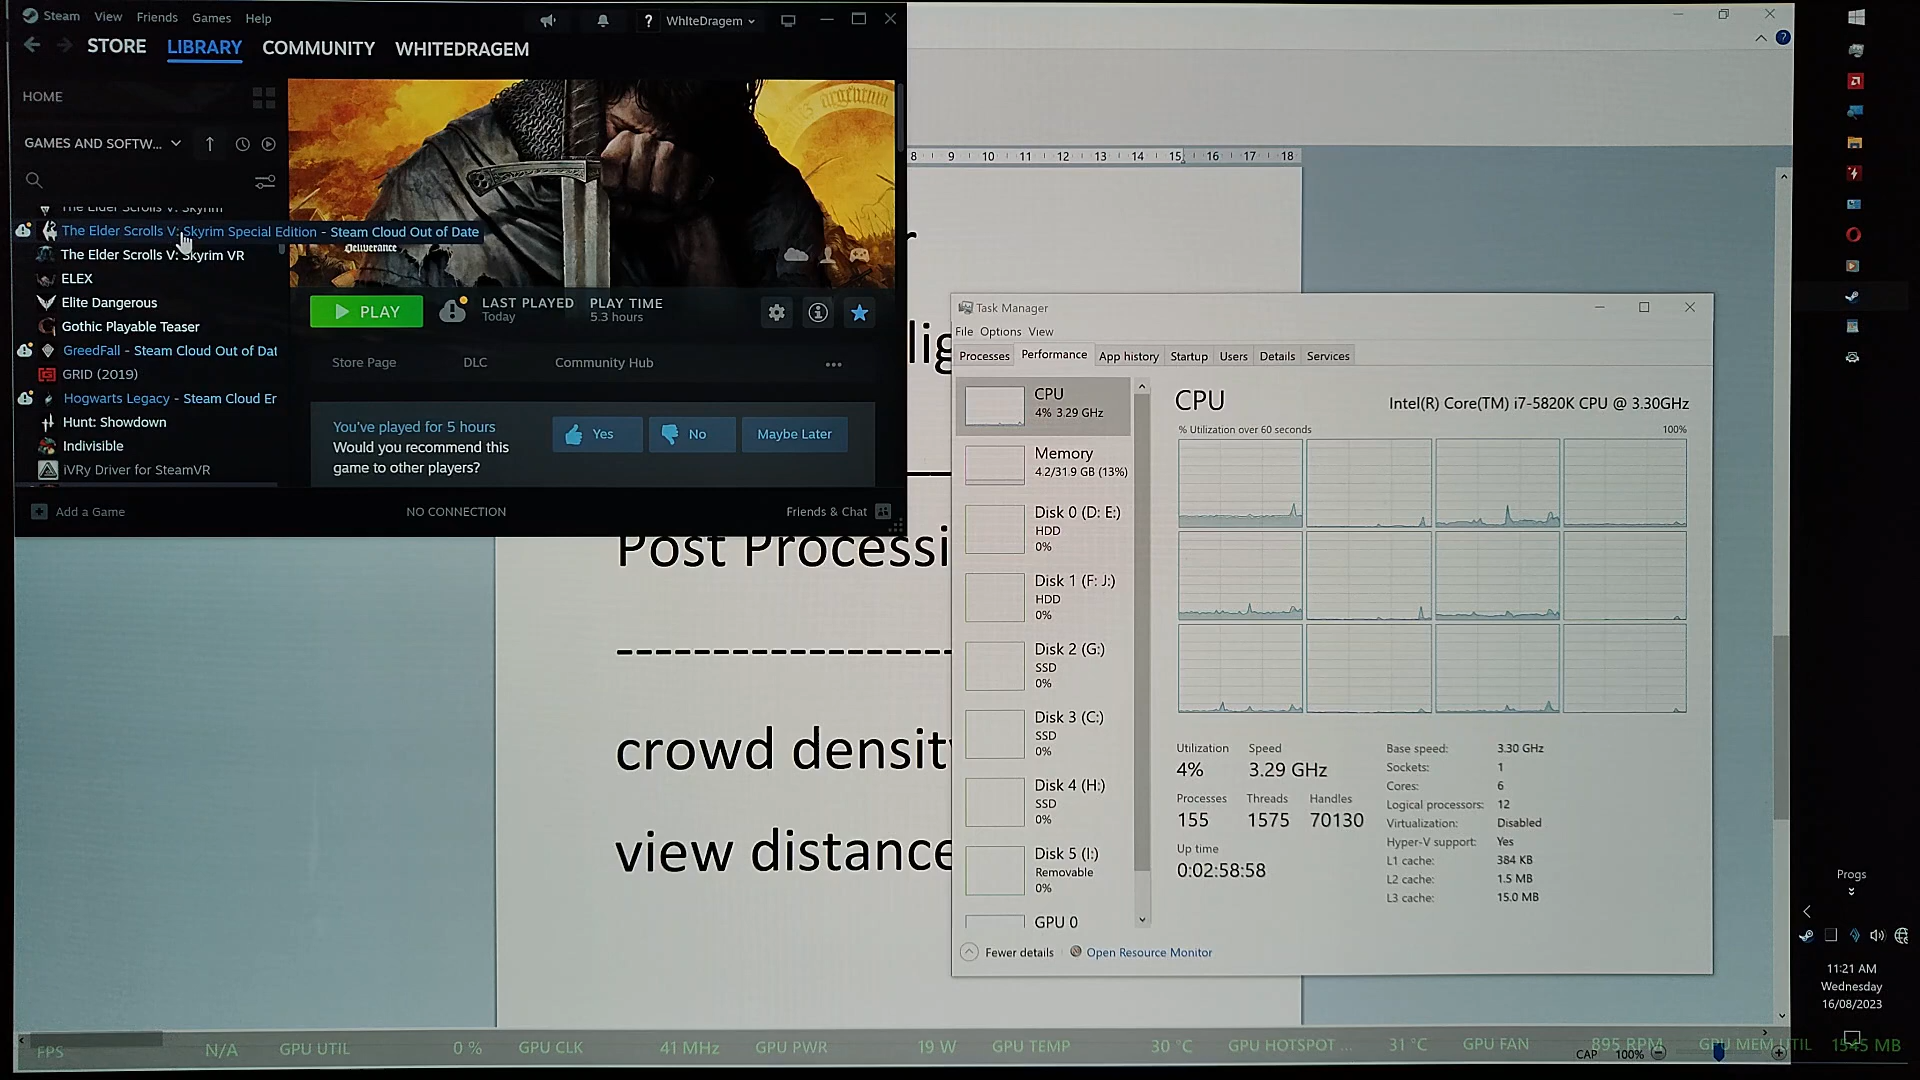 Steam View Friends Games Help
WhIteDragem
STORE LIBRARY COMMUNITY WHITEDRAGEM
HOME
GAMES AND SOFTW...
The Elder Scrolls V: Skyrim
The Elder Scrolls V: Skyrim Special Edition - Steam Cloud Out of Date
The Elder Scrolls V: Skyrim VR
ELEX
Elite Dangerous
Gothic Playable Teaser
GreedFall - Steam Cloud Out of Dat
GRID (2019)
Hogwarts Legacy - Steam Cloud Er
Hunt: Showdown
Indivisible
iVRy Driver for SteamVR
Add a Game
NO CONNECTION
Friends & Chat
Deliverance
PLAY
LAST PLAYED
Today
PLAY TIME
5.3 hours
Store Page DLC Community Hub
You've played for 5 hours
Would you recommend this
game to other players?
Yes No Maybe Later
8 9 10 11 12 13 14 15 16 17 18
r
lig
Post Processi
-----------------
crowd density
view distance
Task Manager
File Options View
Processes Performance App history Startup Users Details Services
CPU
4% 3.29 GHz
Memory
4.2/31.9 GB (13%)
Disk 0 (D: E:)
HDD
0%
Disk 1 (F: J:)
HDD
0%
Disk 2 (G:)
SSD
0%
Disk 3 (C:)
SSD
0%
Disk 4 (H:)
SSD
0%
Disk 5 (I:)
Removable
0%
GPU 0
CPU Intel(R) Core(TM) i7-5820K CPU @ 3.30GHz
% Utilization over 60 seconds 100%
Utilization Speed
4% 3.29 GHz
Processes Threads Handles
155 1575 70130
Up time
0:02:58:58
Base speed: 3.30 GHz
Sockets: 1
Cores: 6
Logical processors: 12
Virtualization: Disabled
Hyper-V support: Yes
L1 cache: 384 KB
L2 cache: 1.5 MB
L3 cache: 15.0 MB
Fewer details Open Resource Monitor
Progs
11:21 AM
Wednesday
16/08/2023
FPS N/A GPU UTIL 0 % GPU CLK 41 MHz GPU PWR 19 W GPU TEMP 30 °C GPU HOTSPOT ... 31 °C GPU FAN 895 RPM GPU MEM UTIL 1545 MB
CAP 100%